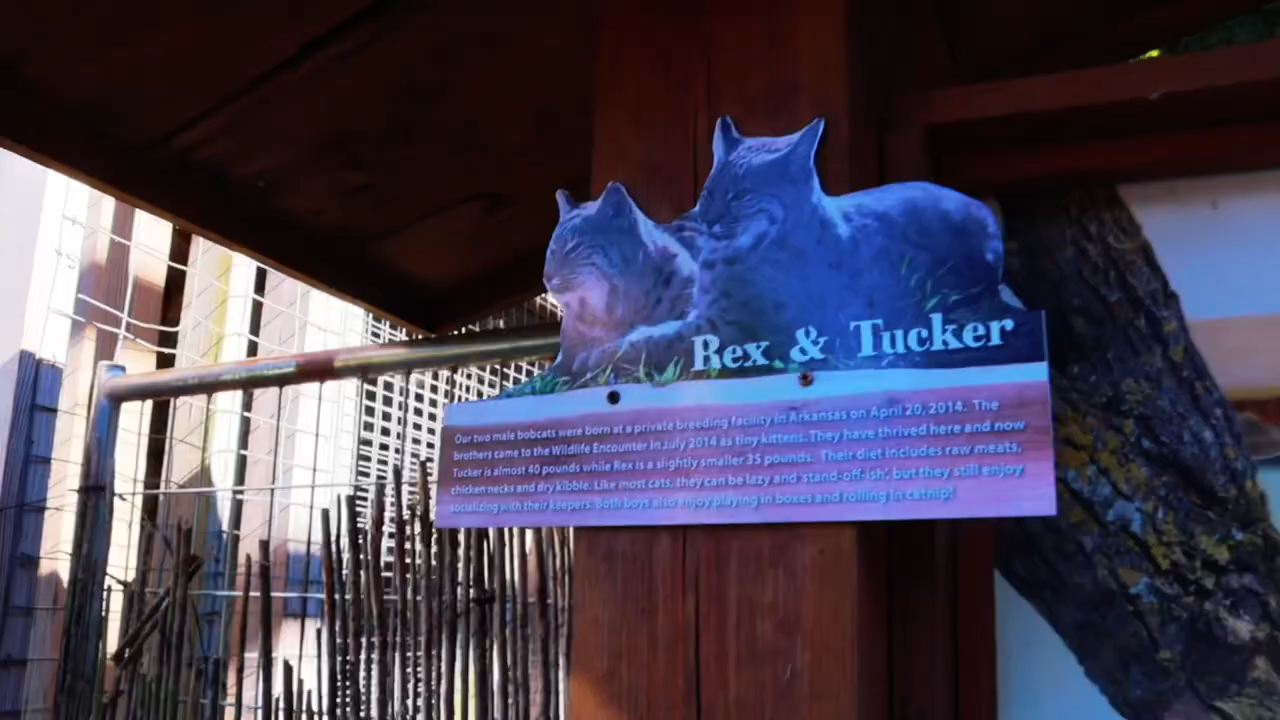 Rex & Tucker
Our two male bobcats were born at a private breeding facility in Arkansas on April 20, 2014. The
brothers came to the Wildlife Encounter in July 2014 as tiny kittens. They have thrived here and now
Tucker is almost 40 pounds while Rex is a slightly smaller 35 pounds. Their diet includes raw meats,
chicken necks and dry kibble. Like most cats, they can be lazy and 'stand-off-ish', but they still enjoy
socializing with their keepers. Both boys also enjoy playing in boxes and rolling in catnip!